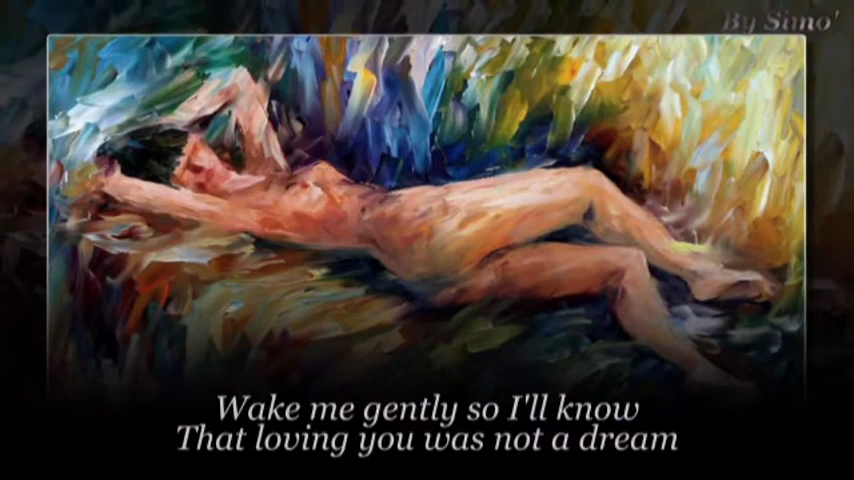 By Simo'
Wake me gently so I'll know
That loving you was not a dream